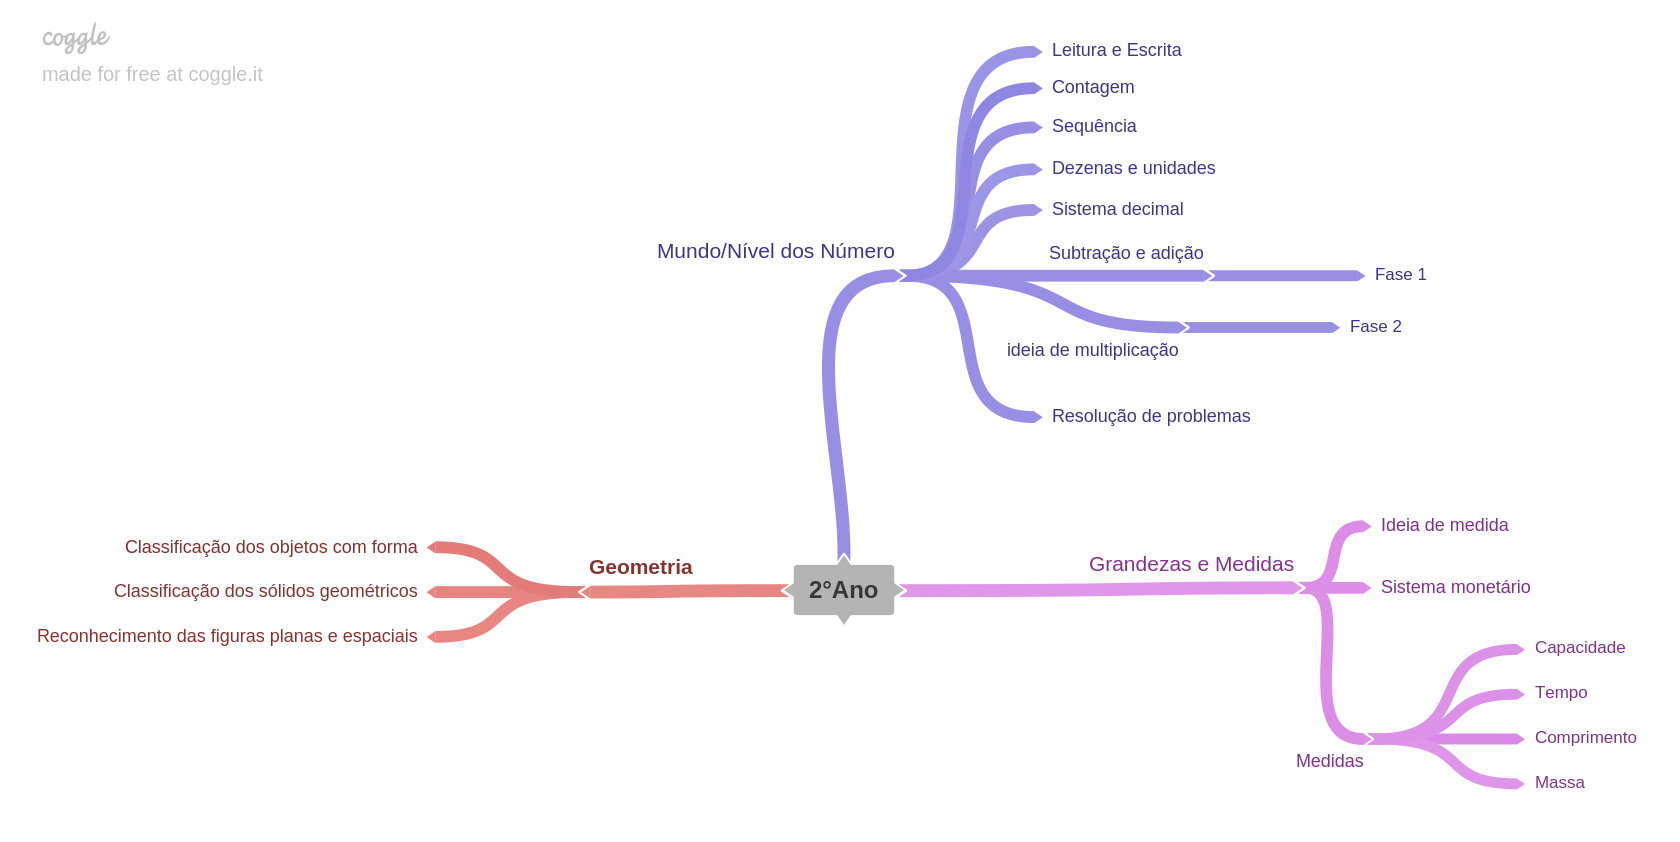 coggle
made for free at coggle.it
Leitura e Escrita
Contagem
Sequência
Dezenas e unidades
Sistema decimal
Mundo/Nível dos Número
Subtração e adição
Fase 1
Fase 2
ideia de multiplicação
Resolução de problemas
Classificação dos objetos com forma
Classificação dos sólidos geométricos
Reconhecimento das figuras planas e espaciais
Geometria
2°Ano
Grandezas e Medidas
Ideia de medida
Sistema monetário
Medidas
Capacidade
Tempo
Comprimento
Massa